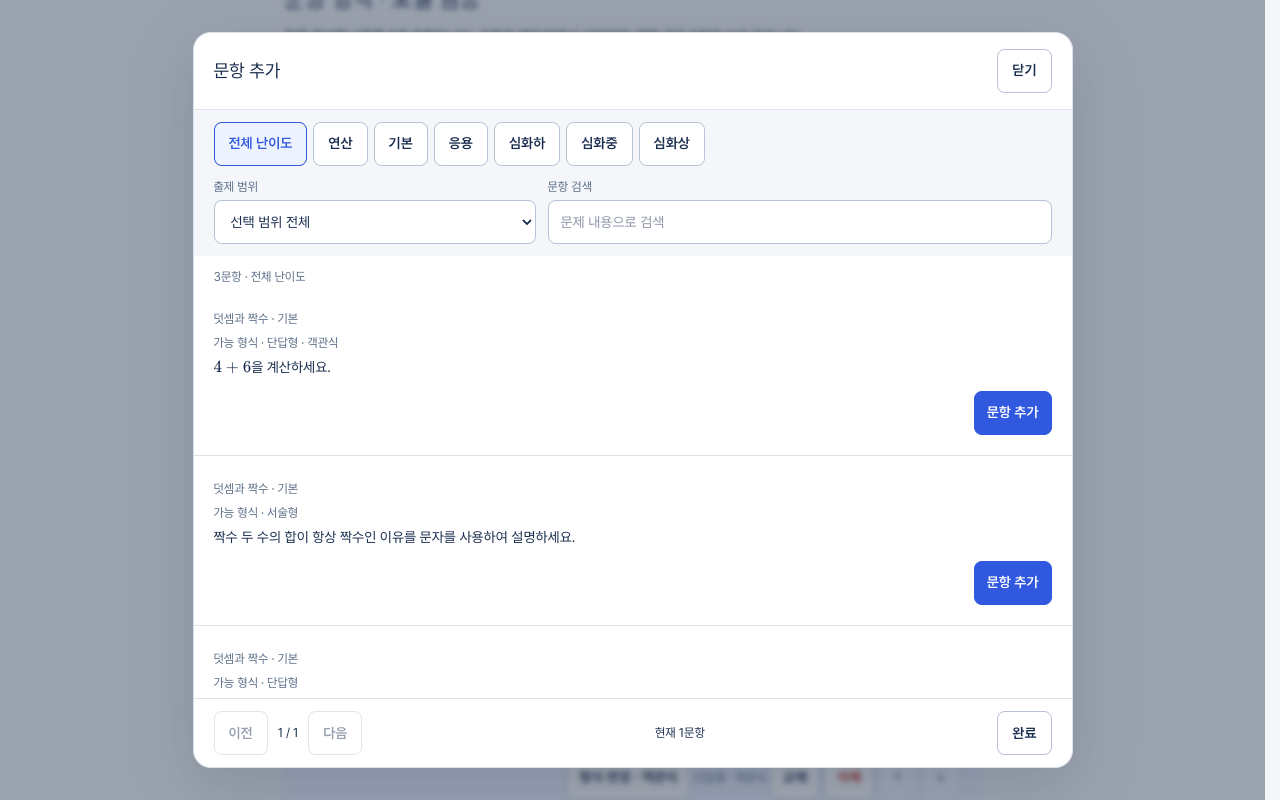 문항 추가
닫기
전체 난이도 연산 기본 응용 심화하 심화중 심화상
출제 범위 문항 검색
선택 범위 전체 문제 내용으로 검색
3문항 · 전체 난이도
덧셈과 짝수 · 기본
가능 형식 · 단답형 · 객관식
4 + 6을 계산하세요.
문항 추가
덧셈과 짝수 · 기본
가능 형식 · 서술형
짝수 두 수의 합이 항상 짝수인 이유를 문자를 사용하여 설명하세요.
문항 추가
덧셈과 짝수 · 기본
가능 형식 · 단답형
이전 1 / 1 다음 현재 1문항 완료